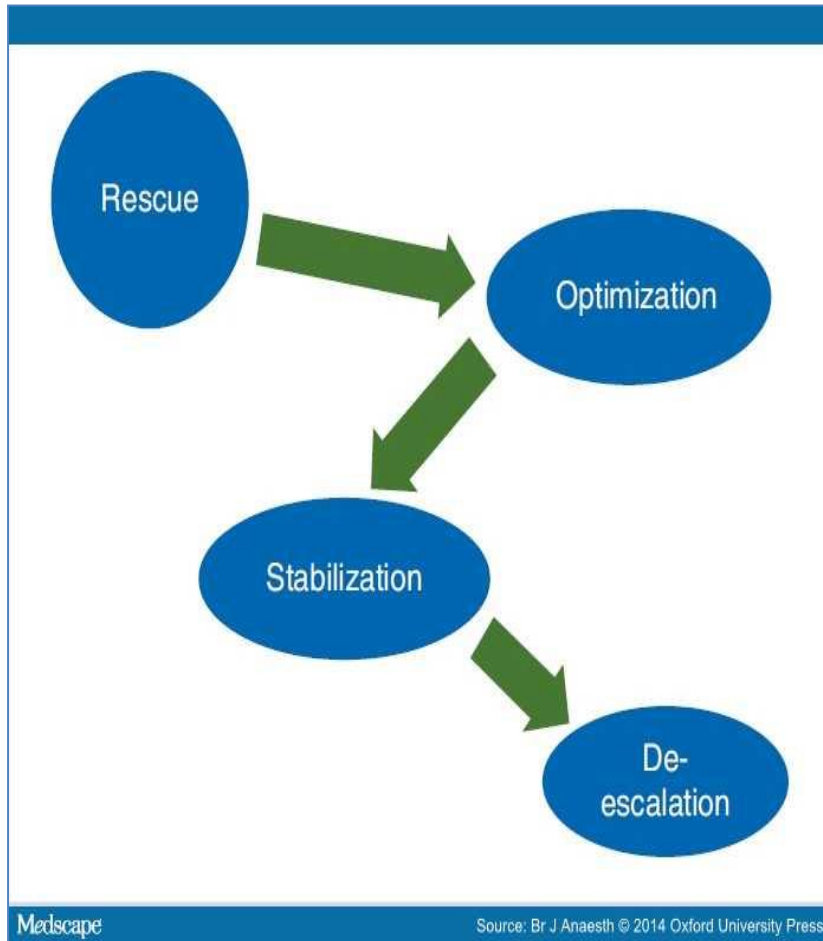 Rescue
Optimization
Stabilization
De-
escalation
Medscape
Source: Br J Anaesth © 2014 Oxford University Press